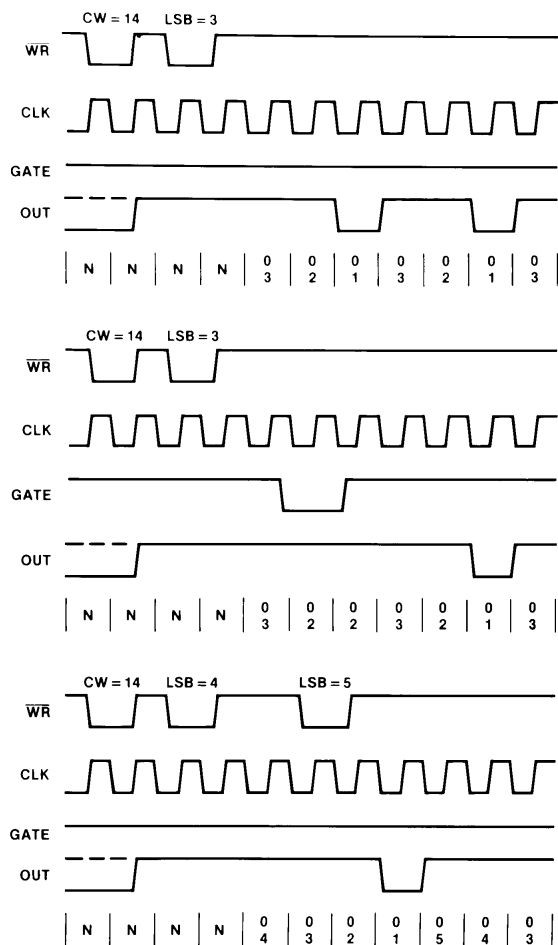 CW = 14 LSB = 3
WR
CLK
GATE
OUT
N N N N 0 0 0 0 0 0 0
3 2 1 3 2 1 3
CW = 14 LSB = 3
WR
CLK
GATE
OUT
N N N N 0 0 0 0 0 0 0
3 2 2 3 2 1 3
CW = 14 LSB = 4 LSB = 5
WR
CLK
GATE
OUT
N N N N 0 0 0 0 0 0 0
4 3 2 1 5 4 3